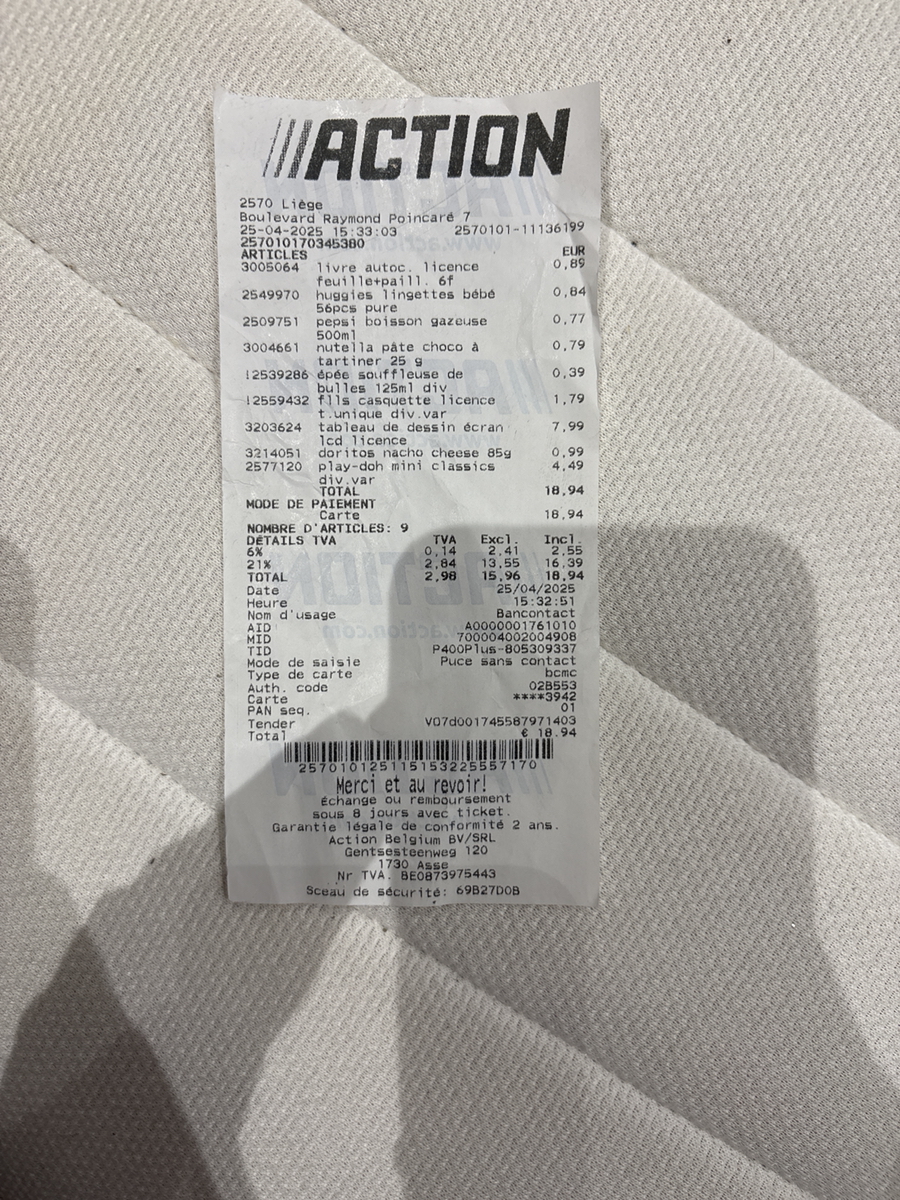 ///ACTION
2570 Liège
Boulevard Raymond Poincaré 7
25-04-2025 15:33:03 2570101-11136199
257010170345380
ARTICLES EUR
3005064 livre autoc. licence 0,89
feuille+paill. 6f
2549970 huggies lingettes bébé 0,84
56pcs pure
2509751 pepsi boisson gazeuse 0,77
500ml
3004661 nutella pâte choco à 0,79
tartiner 25 g
!2539286 épée souffleuse de 0,39
bulles 125ml div
!2559432 flls casquette licence 1,79
t.unique div.var
3203624 tableau de dessin écran 7,99
lcd licence
3214051 doritos nacho cheese 85g 0,99
2577120 play-doh mini classics 4,49
div.var
TOTAL 18,94
MODE DE PAIEMENT
Carte 18,94
NOMBRE D'ARTICLES: 9
DÉTAILS TVA TVA Excl. Incl.
6% 0,14 2,41 2,55
21% 2,84 13,55 16,39
TOTAL 2,98 15,96 18,94
Date 25/04/2025
Heure 15:32:51
Nom d'usage Bancontact
AID A0000001761010
MID 700004002004908
TID P400Plus-805309337
Mode de saisie Puce sans contact
Type de carte bcmc
Auth. code 02B553
Carte ****3942
PAN seq. 01
Tender V07d001745587971403
Total € 18.94
2570101251115153225557170
Merci et au revoir!
Échange ou remboursement
sous 8 jours avec ticket.
Garantie légale de conformité 2 ans.
Action Belgium BV/SRL
Gentsesteenweg 120
1730 Asse
Nr TVA. BE0873975443
Sceau de sécurité: 69B27D0B